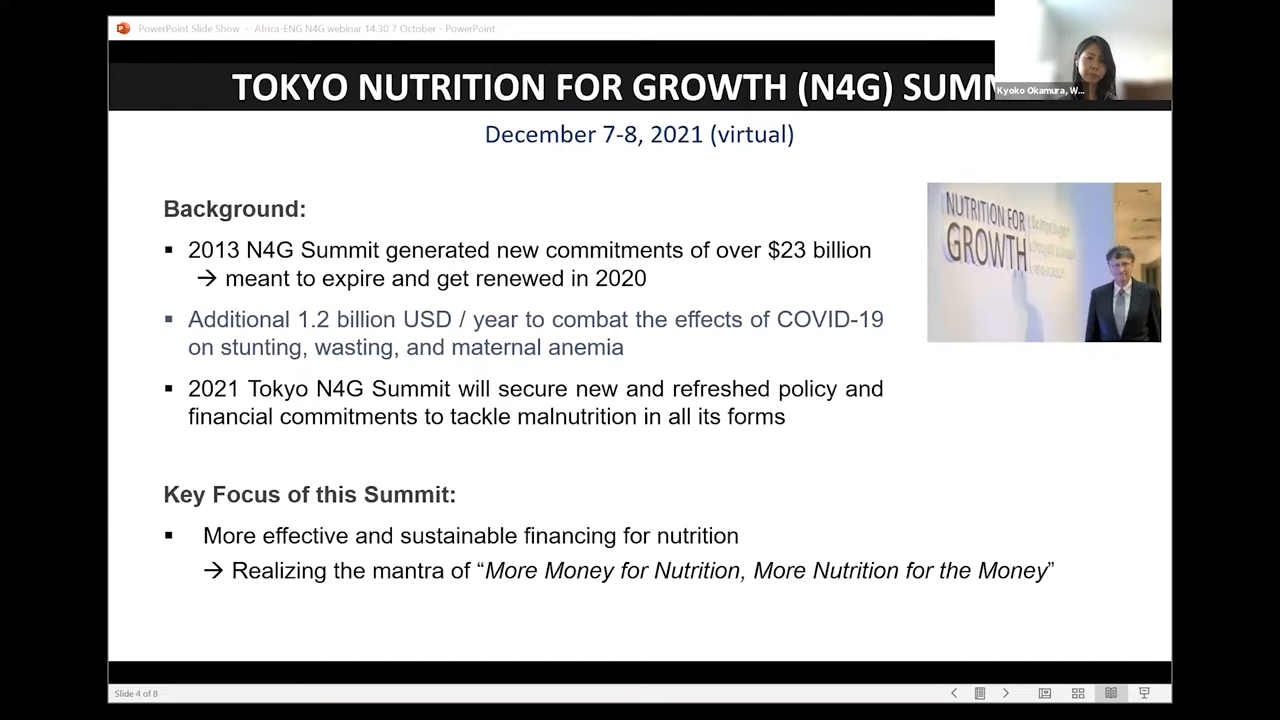 PowerPoint Slide Show - Africa-ENG N4G webinar 14.30.7 October - PowerPoint
TOKYO NUTRITION FOR GROWTH (N4G) SUM
Kyoko Okamura, W...
December 7-8, 2021 (virtual)
Background:
▪ 2013 N4G Summit generated new commitments of over $23 billion
→ meant to expire and get renewed in 2020
▪ Additional 1.2 billion USD / year to combat the effects of COVID-19
on stunting, wasting, and maternal anemia
▪ 2021 Tokyo N4G Summit will secure new and refreshed policy and
financial commitments to tackle malnutrition in all its forms
NUTRITION FOR
GROWTH
Key Focus of this Summit:
▪ More effective and sustainable financing for nutrition
→ Realizing the mantra of “More Money for Nutrition, More Nutrition for the Money”
Slide 4 of 8